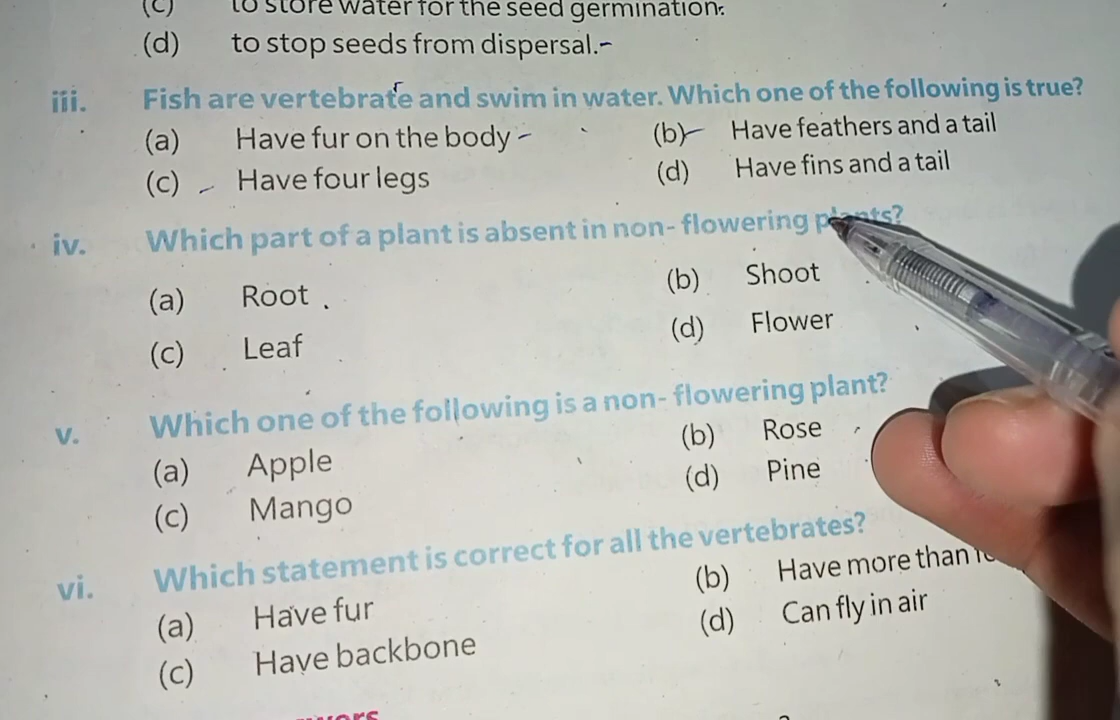 (c) to store water for the seed germination.
(d) to stop seeds from dispersal.
iii. Fish are vertebrate and swim in water. Which one of the following is true?
(a) Have fur on the body (b) Have feathers and a tail
(c) Have four legs (d) Have fins and a tail
iv. Which part of a plant is absent in non- flowering plants?
(a) Root (b) Shoot
(c) Leaf (d) Flower
v. Which one of the following is a non- flowering plant?
(a) Apple (b) Rose
(c) Mango (d) Pine
vi. Which statement is correct for all the vertebrates?
(a) Have fur (b) Have more than
(c) Have backbone (d) Can fly in air